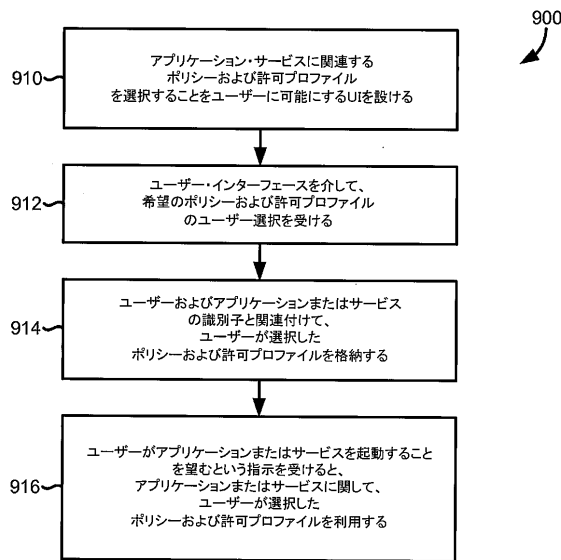 900
910
アプリケーション・サービスに関連する
ポリシーおよび許可プロファイル
を選択することをユーザーに可能にするUIを設ける
912
ユーザー・インターフェースを介して、
希望のポリシーおよび許可プロファイル
のユーザー選択を受ける
914
ユーザーおよびアプリケーションまたはサービス
の識別子と関連付けて、
ユーザーが選択した
ポリシーおよび許可プロファイルを格納する
916
ユーザーがアプリケーションまたはサービスを起動すること
を望むという指示を受けると、
アプリケーションまたはサービスに関して、
ユーザーが選択した
ポリシーおよび許可プロファイルを利用する